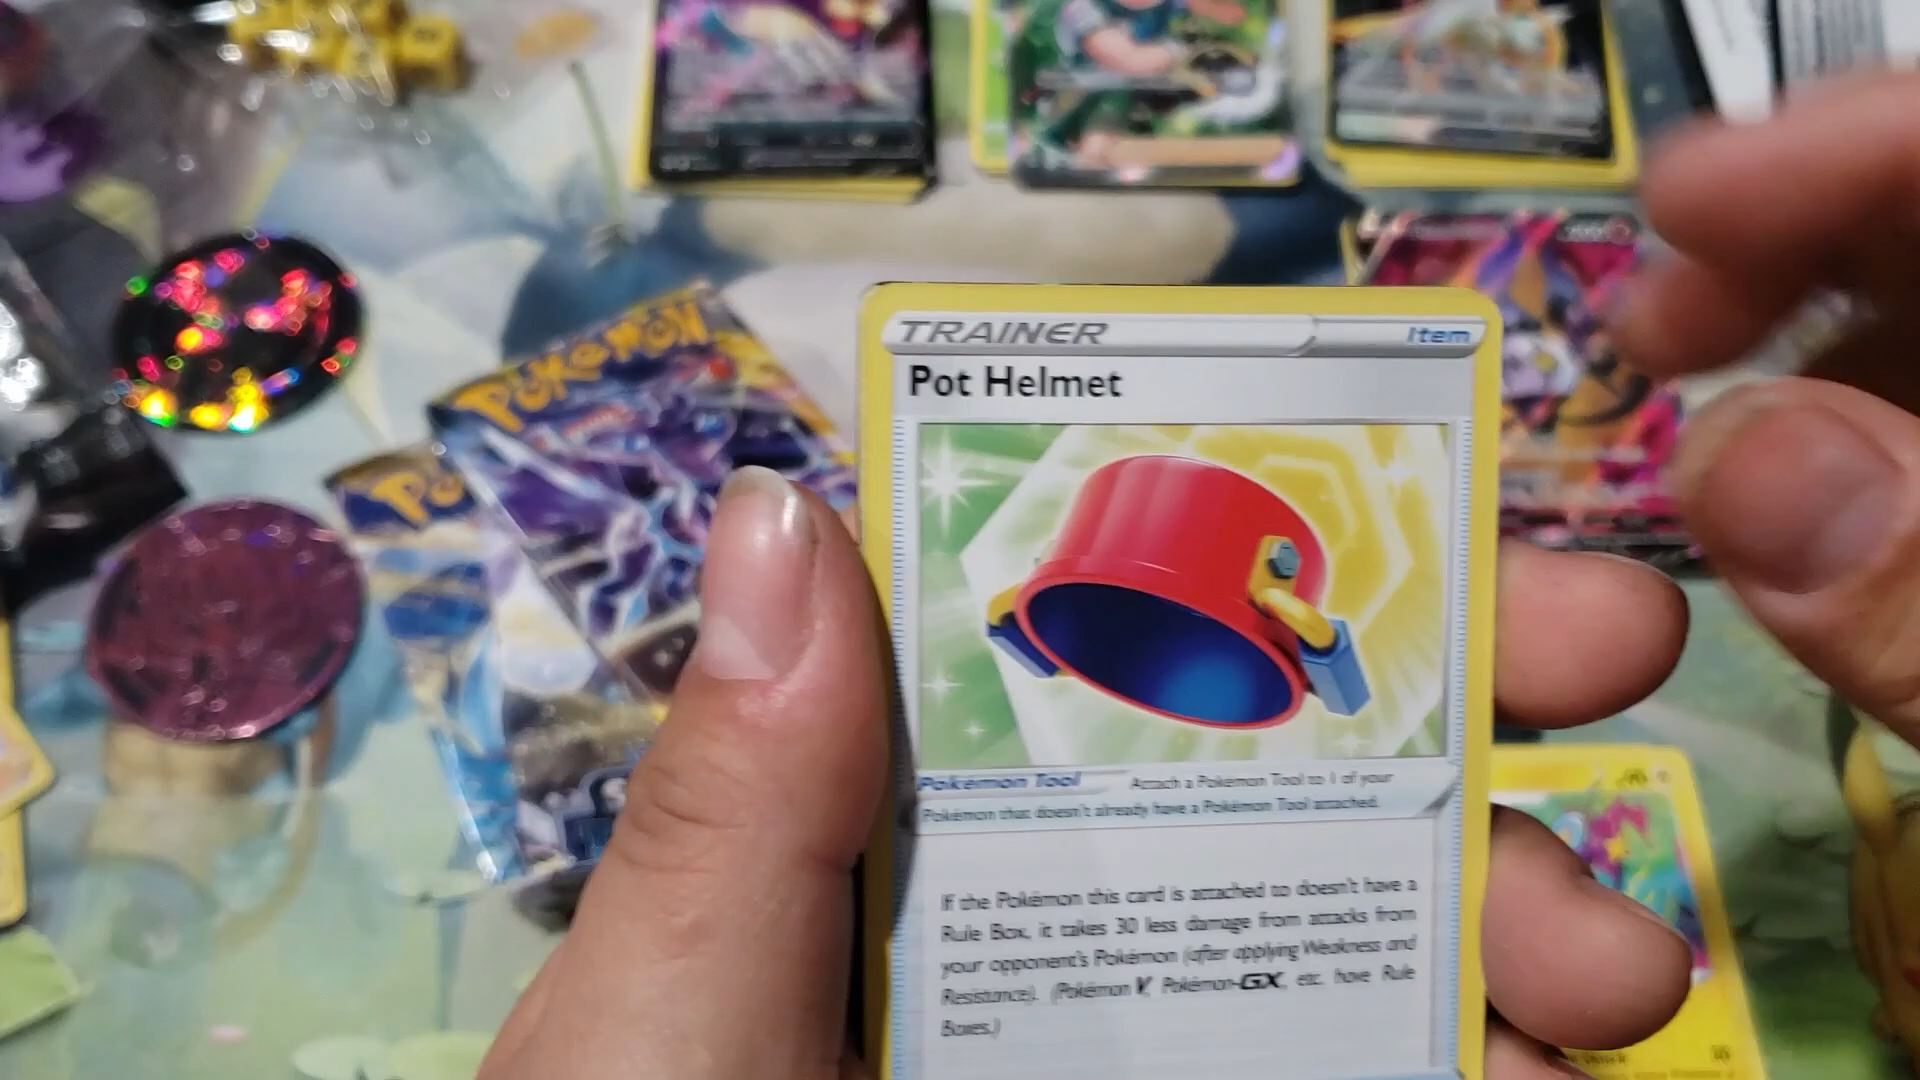 POKéMON
PO
TRAINER Item
Pot Helmet
Pokémon Tool Attach a Pokémon Tool to 1 of your
Pokémon that doesn't already have a Pokémon Tool attached.
If the Pokémon this card is attached to doesn't have a
Rule Box, it takes 30 less damage from attacks from
your opponent's Pokémon (after applying Weakness and
Resistance). (Pokémon V, Pokémon-GX, etc. have Rule
Boxes.)